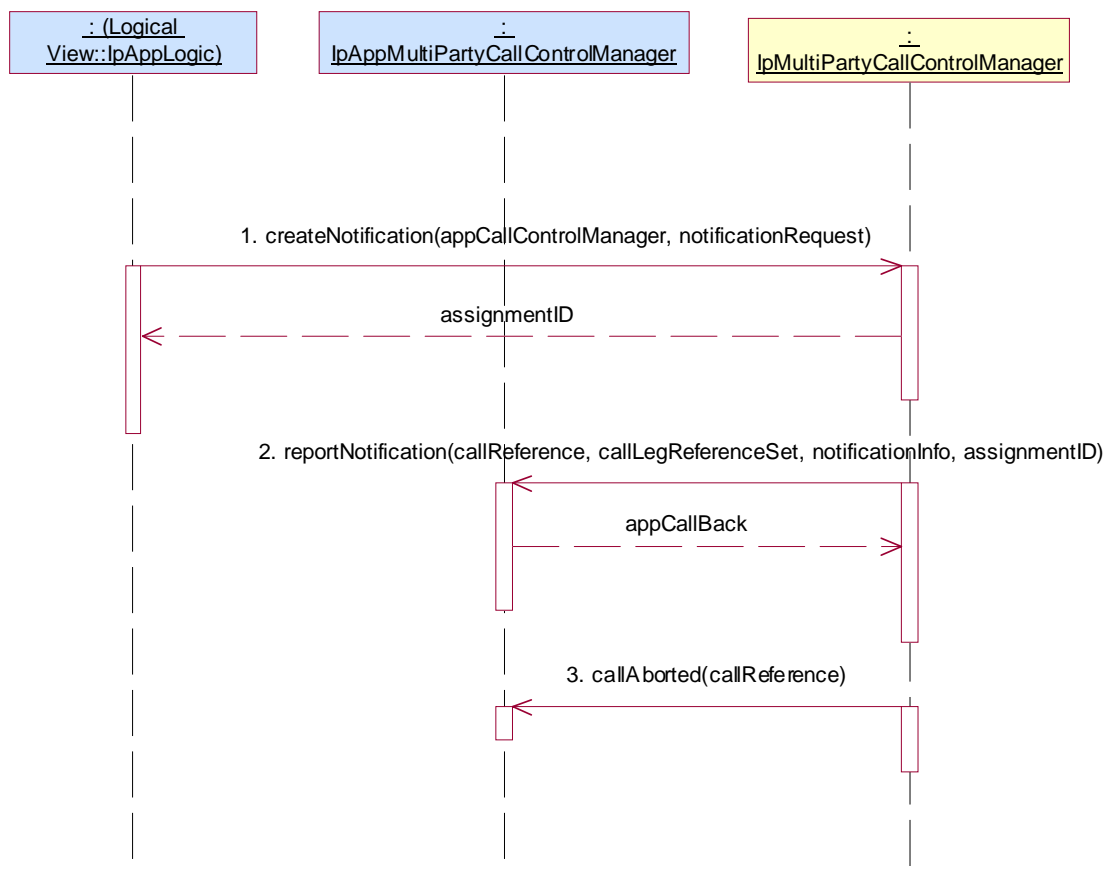 : (Logical
View::IpAppLogic)
:
IpAppMultiPartyCallControlManager
:
IpMultiPartyCallControlManager
1. createNotification(appCallControlManager, notificationRequest)
assignmentID
2. reportNotification(callReference, callLegReferenceSet, notificationInfo, assignmentID)
appCallBack
3. callAborted(callReference)